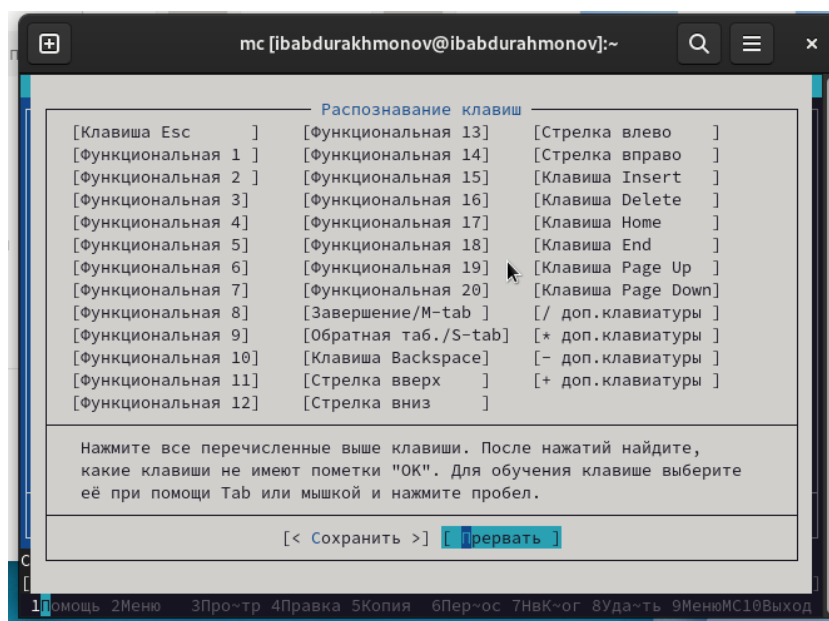 mc [ibabdurakhmonov@ibabdurahmonov]:~
Распознавание клавиш
[Клавиша Esc ] [Функциональная 13] [Стрелка влево ]
[Функциональная 1 ] [Функциональная 14] [Стрелка вправо ]
[Функциональная 2 ] [Функциональная 15] [Клавиша Insert ]
[Функциональная 3] [Функциональная 16] [Клавиша Delete ]
[Функциональная 4] [Функциональная 17] [Клавиша Home ]
[Функциональная 5] [Функциональная 18] [Клавиша End ]
[Функциональная 6] [Функциональная 19] [Клавиша Page Up ]
[Функциональная 7] [Функциональная 20] [Клавиша Page Down]
[Функциональная 8] [Завершение/M-tab ] [/ доп.клавиатуры ]
[Функциональная 9] [Обратная таб./S-tab] [* доп.клавиатуры ]
[Функциональная 10] [Клавиша Backspace] [- доп.клавиатуры ]
[Функциональная 11] [Стрелка вверх ] [+ доп.клавиатуры ]
[Функциональная 12] [Стрелка вниз ]
Нажмите все перечисленные выше клавиши. После нажатий найдите,
какие клавиши не имеют пометки "OK". Для обучения клавише выберите
её при помощи Tab или мышкой и нажмите пробел.
[< Сохранить >] [ Прервать ]
1Помощь 2Меню 3Про~тр 4Правка 5Копия 6Пер~ос 7НвК~ог 8Уда~ть 9МенюMC10Выход